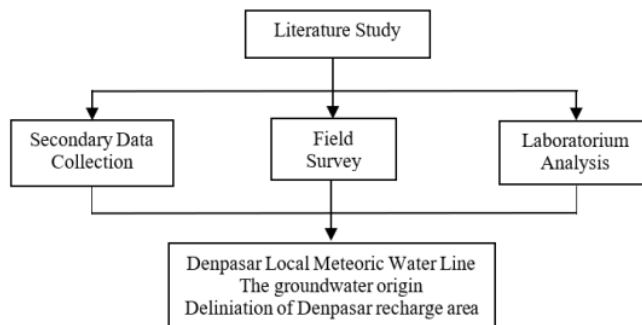 Literature Study
Secondary Data
Collection
Field
Survey
Laboratorium
Analysis
Denpasar Local Meteoric Water Line
The groundwater origin
Deliniation of Denpasar recharge area